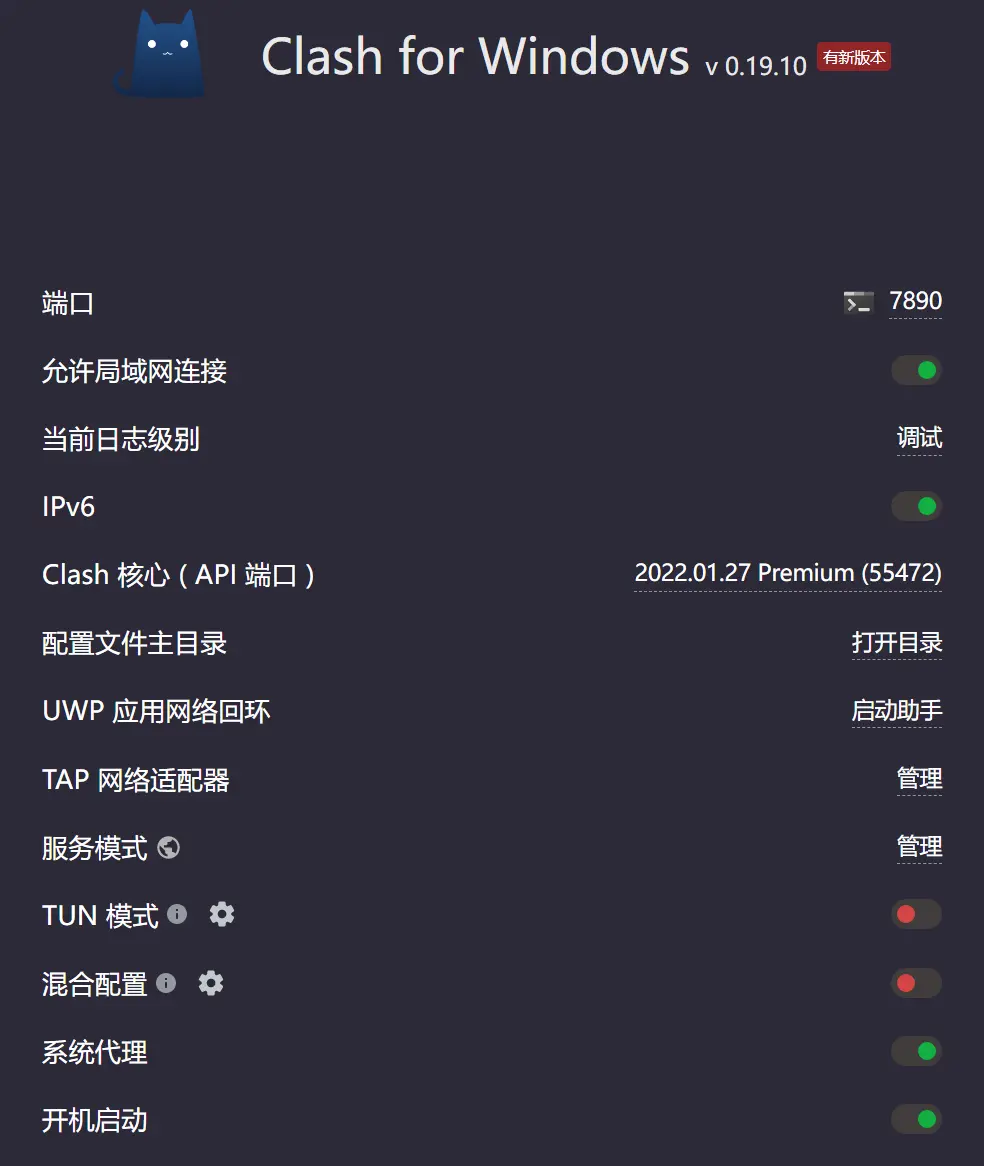 Clash for Windows v 0.19.10 有新版本
端口 7890
允许局域网连接
当前日志级别 调试
IPv6
Clash 核心 ( API 端口 ) 2022.01.27 Premium (55472)
配置文件主目录 打开目录
UWP 应用网络回环 启动助手
TAP 网络适配器 管理
服务模式 管理
TUN 模式
混合配置
系统代理
开机启动